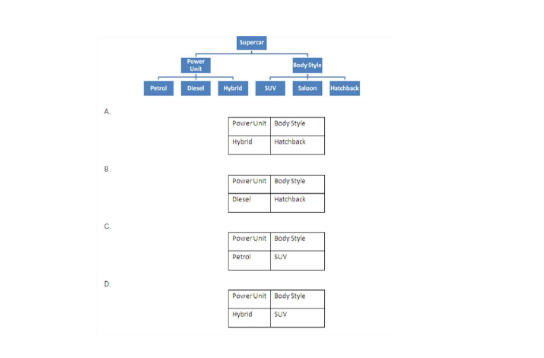 Supercar
Power Unit
Body Style
Petrol Diesel Hybrid SUV Saloon Hatchback
A.
Power Unit Body Style
Hybrid Hatchback
B.
Power Unit Body Style
Diesel Hatchback
C.
Power Unit Body Style
Petrol SUV
D.
Power Unit Body Style
Hybrid SUV